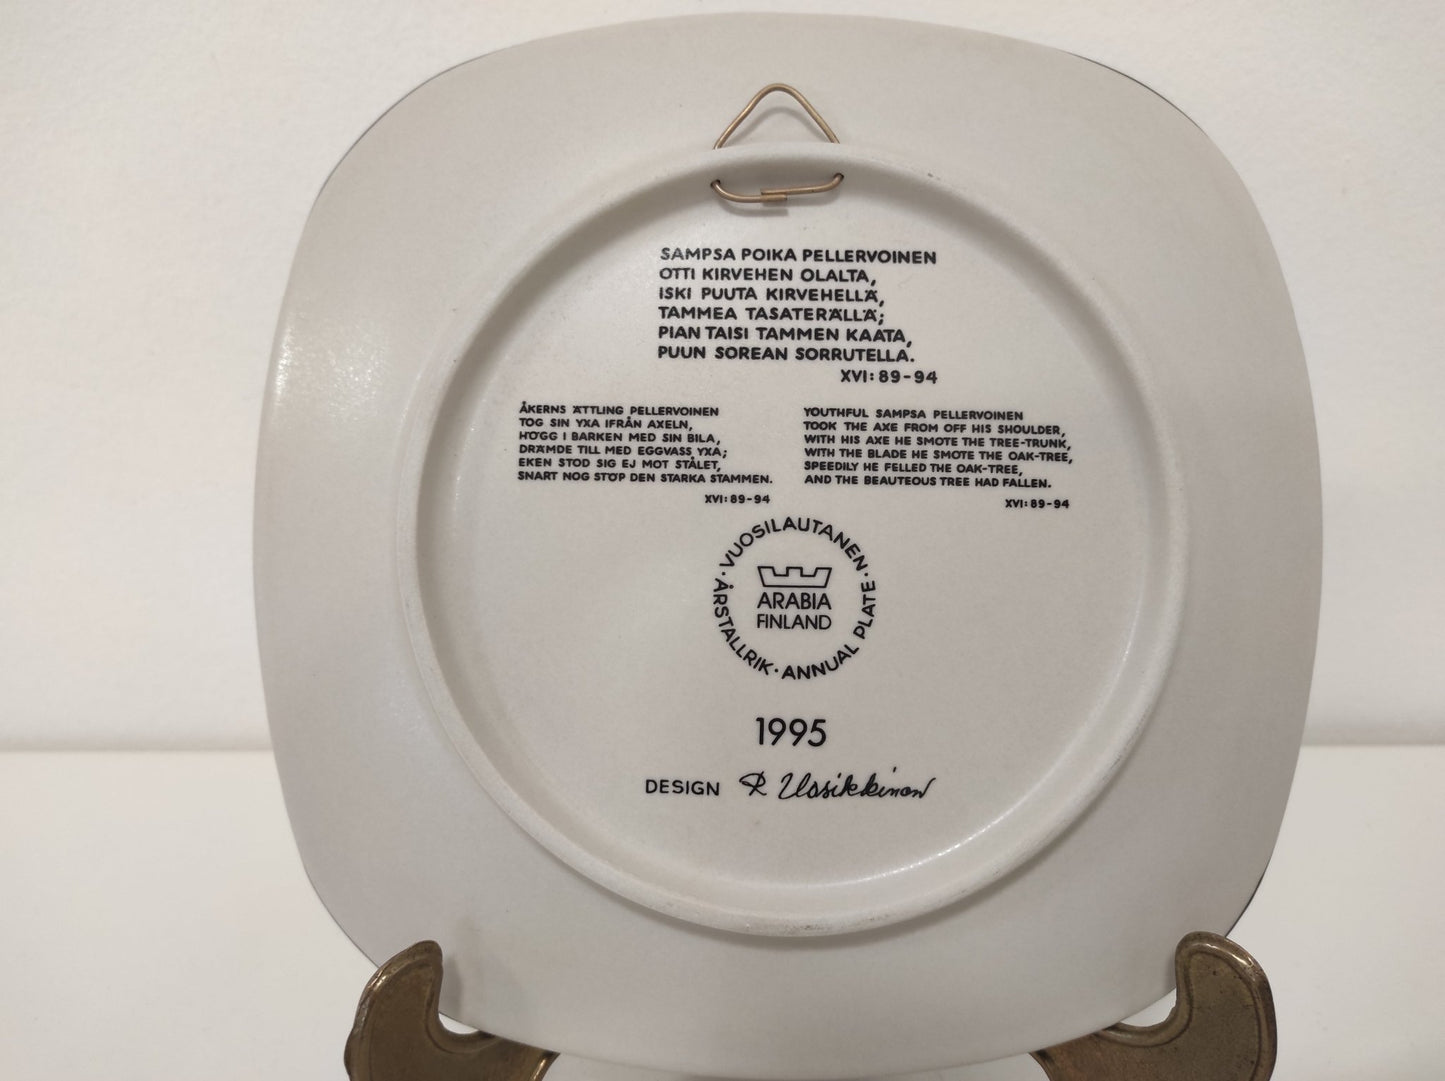 SAMPSA POIKA PELLERVOINEN
OTTI KIRVEHEN OLALTA,
ISKI PUUTA KIRVEHELLÄ,
TAMMEA TASATERÄLLÄ;
PIAN TAISI TAMMEN KAATA,
PUUN SOREAN SORRUTELLA.
XVI: 89-94
ÅKERNS ÄTTLING PELLERVOINEN
TOG SIN YXA IFRÅN AXELN,
HÖGG I BARKEN MED SIN BILA,
DRÄMDE TILL MED EGGVASS YXA;
EKEN STOD SIG EJ MOT STÅLET,
SNART NOG STÖP DEN STARKA STAMMEN.
XVI: 89-94
YOUTHFUL SAMPSA PELLERVOINEN
TOOK THE AXE FROM OFF HIS SHOULDER,
WITH HIS AXE HE SMOTE THE TREE-TRUNK,
WITH THE BLADE HE SMOTE THE OAK-TREE,
SPEEDILY HE FELLED THE OAK-TREE,
AND THE BEAUTEOUS TREE HAD FALLEN.
XVI: 89-94
VUOSILAUTANEN · ANNUAL PLATE · ÅRSTALLRIK ·
ARABIA
FINLAND
1995
DESIGN R Uosikkinen